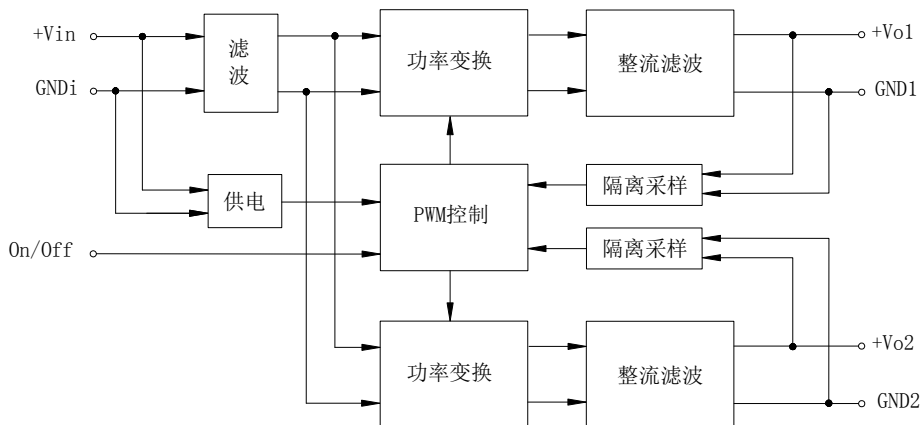 +Vin
滤波
功率变换
整流滤波
+Vo1
GNDi
GND1
供电
PWM控制
隔离采样
On/Off
隔离采样
功率变换
整流滤波
+Vo2
GND2